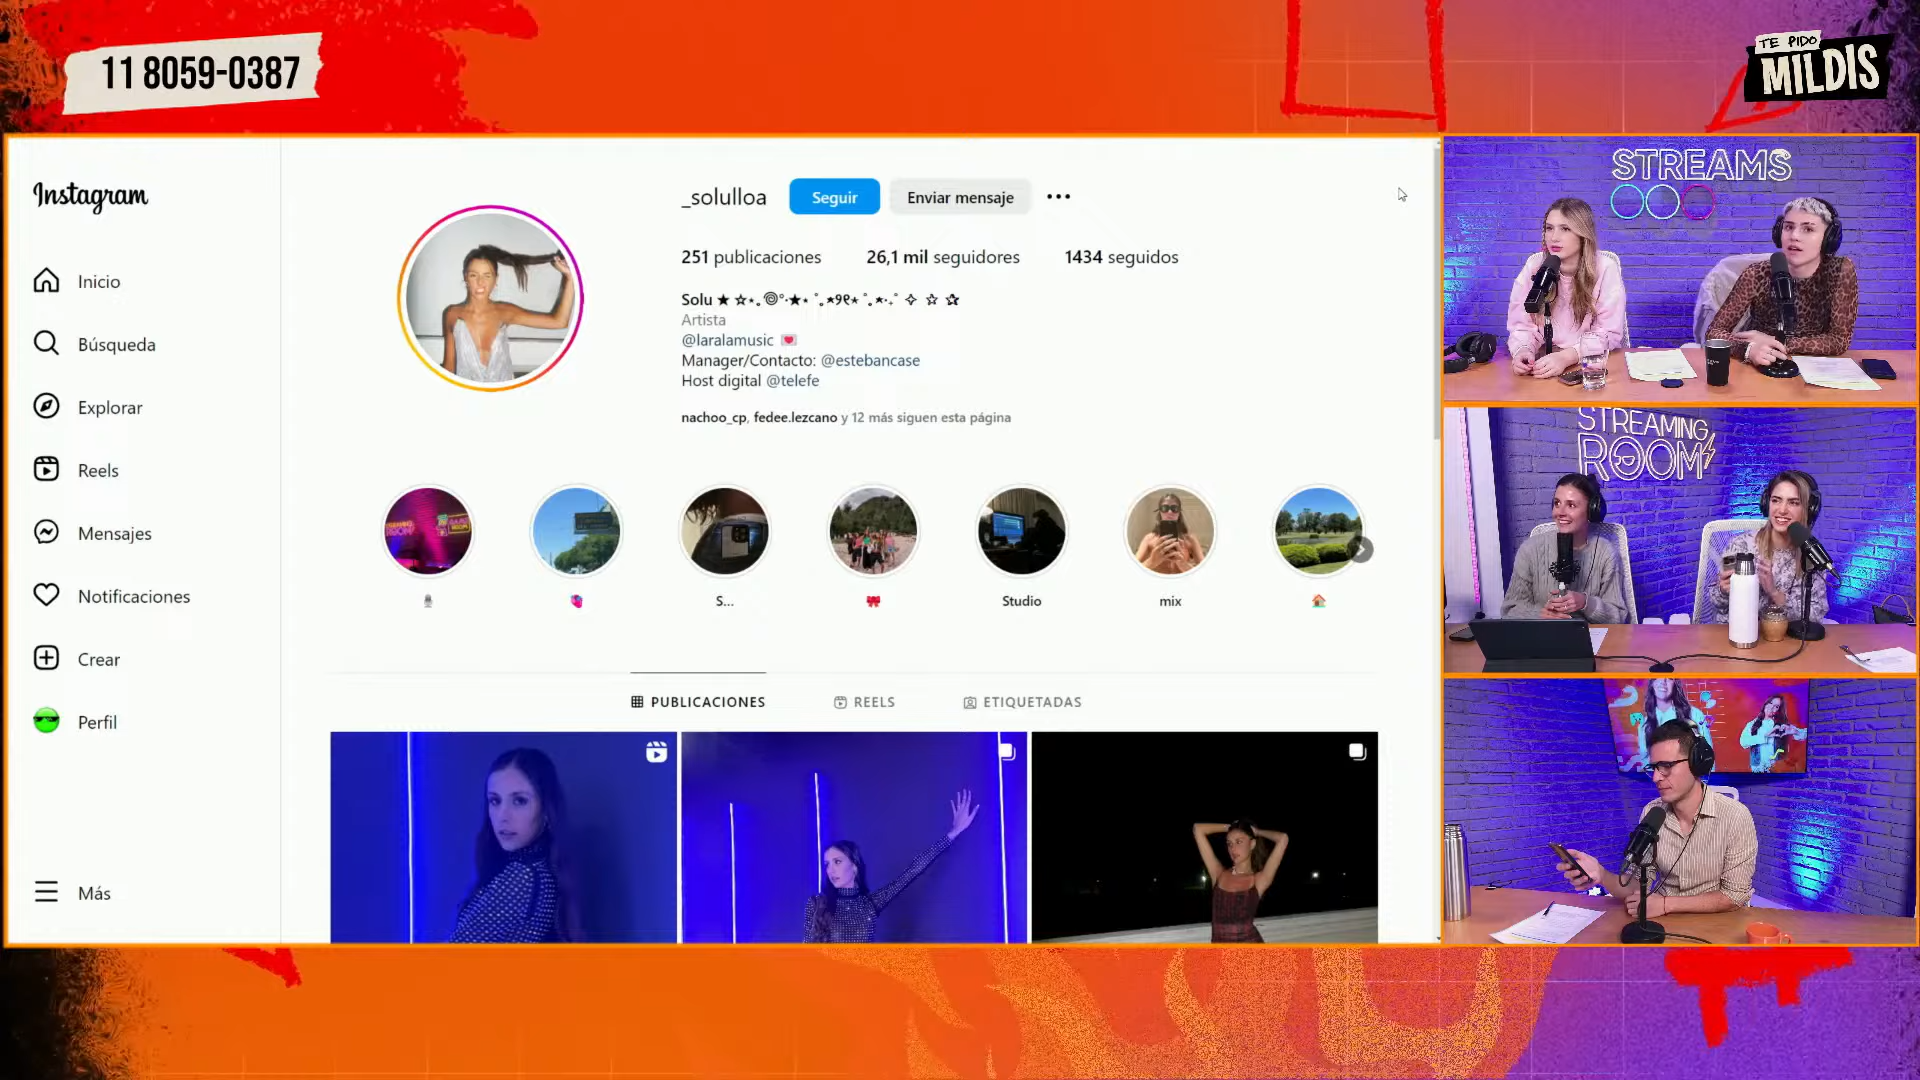 11 8059-0387
TE PIDO
MILDIS
Instagram
Inicio
Búsqueda
Explorar
Reels
Mensajes
Notificaciones
Crear
Perfil
Más
_solulloa
Seguir
Enviar mensaje
251 publicaciones
26,1 mil seguidores
1434 seguidos
Solu
Artista
@laralamusic
Manager/Contacto: @estebancase
Host digital @telefe
nachoo_cp, fedee.lezcano y 12 más siguen esta página
S...
Studio
mix
PUBLICACIONES
REELS
ETIQUETADAS
STREAMS
STREAMING
ROOM